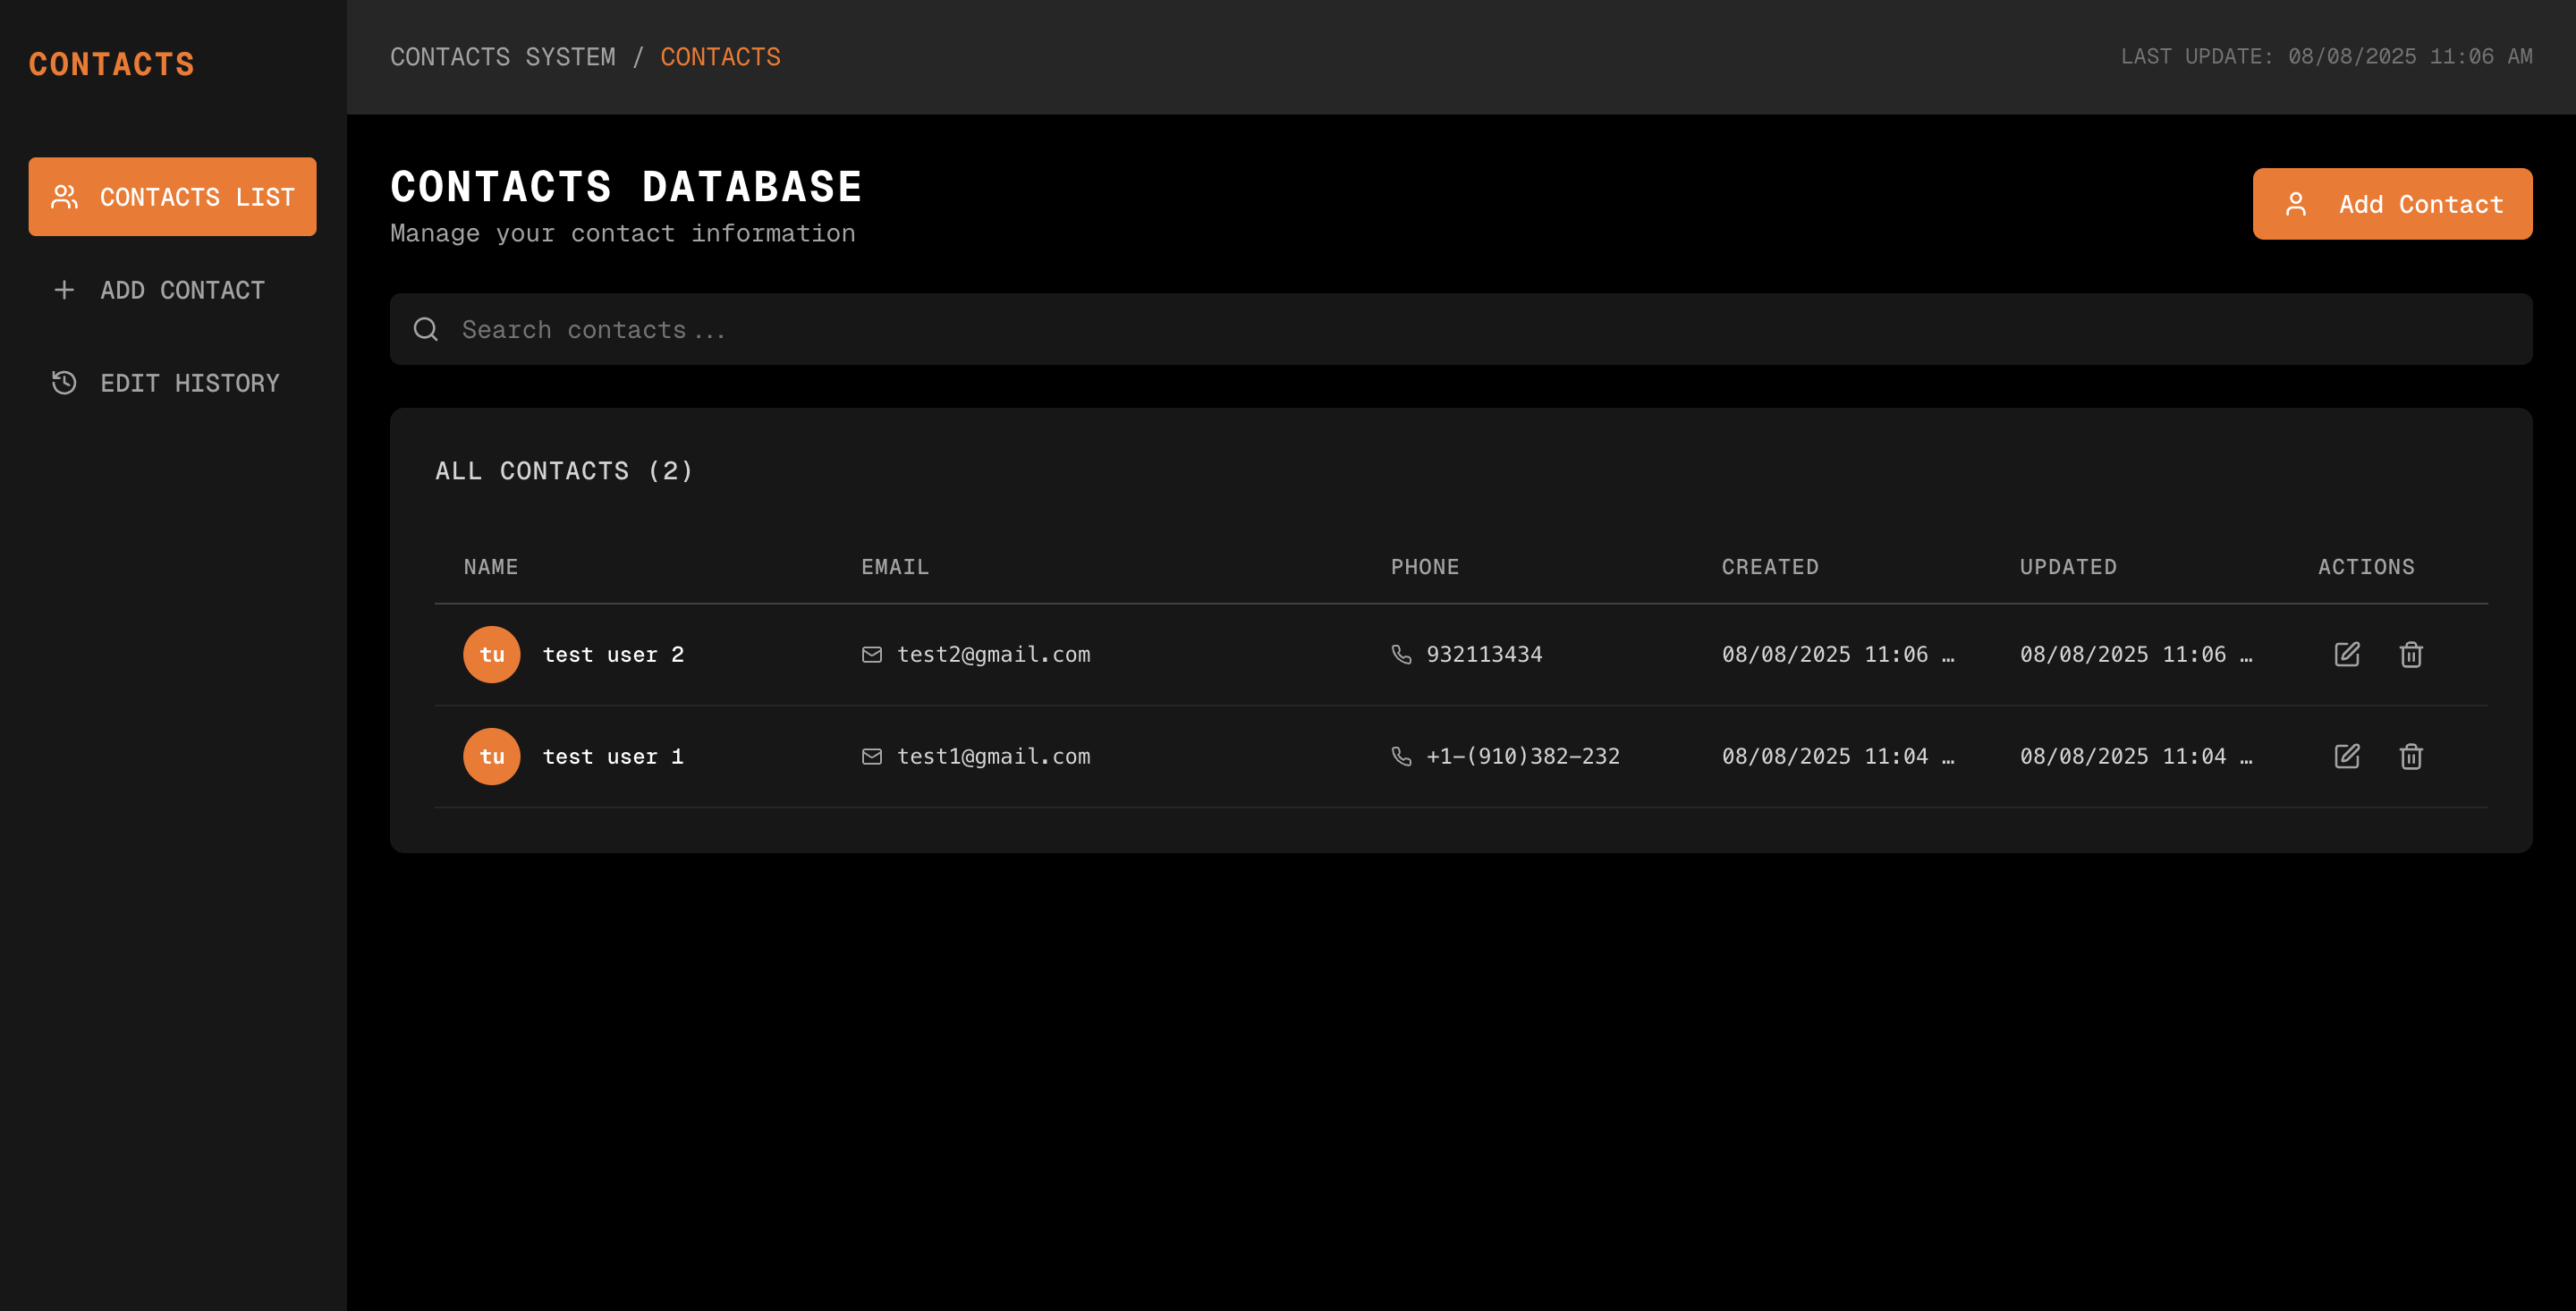 CONTACTS
CONTACTS LIST
ADD CONTACT
EDIT HISTORY
CONTACTS SYSTEM / CONTACTS
LAST UPDATE: 08/08/2025 11:06 AM
CONTACTS DATABASE
Manage your contact information
Add Contact
Search contacts...
ALL CONTACTS (2)
NAME EMAIL PHONE CREATED UPDATED ACTIONS
tu test user 2 test2@gmail.com 932113434 08/08/2025 11:06 … 08/08/2025 11:06 …
tu test user 1 test1@gmail.com +1-(910)382-232 08/08/2025 11:04 … 08/08/2025 11:04 …